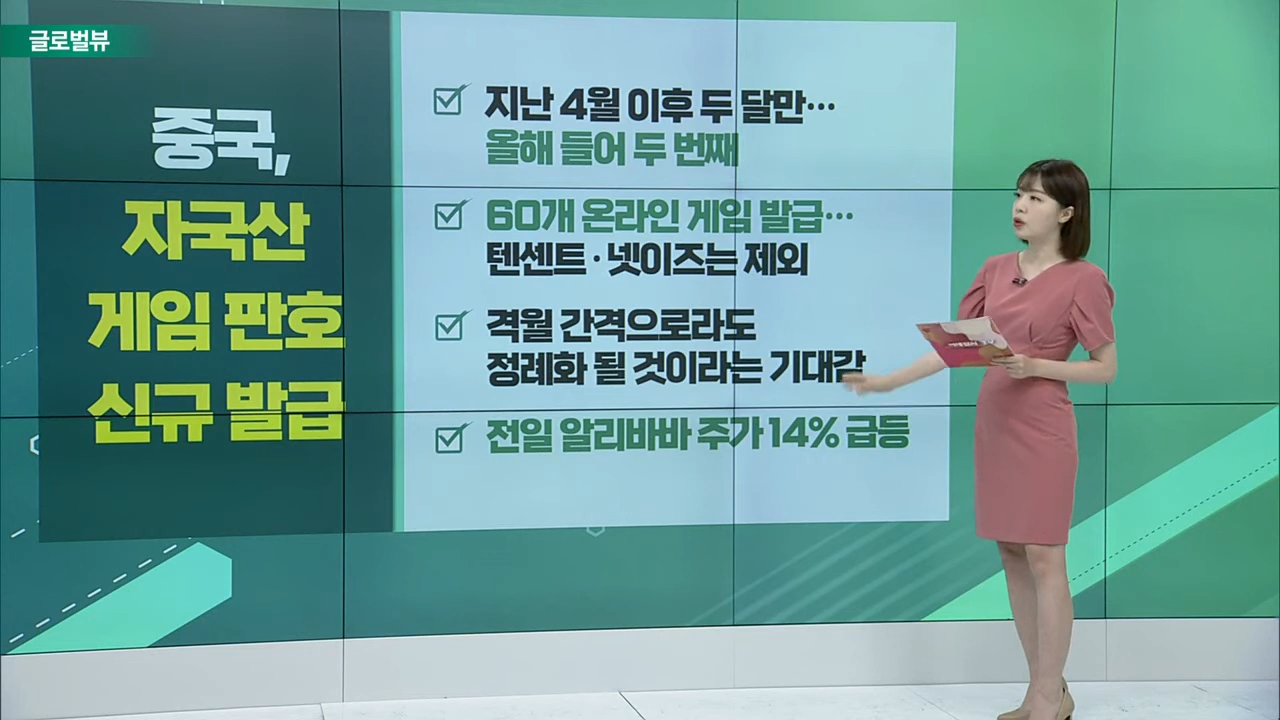 글로벌뷰
중국,
자국산
게임 판호
신규 발급
지난 4월 이후 두 달만…
올해 들어 두 번째
60개 온라인 게임 발급…
텐센트·넷이즈는 제외
격월 간격으로라도
정례화 될 것이라는 기대감
전일 알리바바 주가 14% 급등